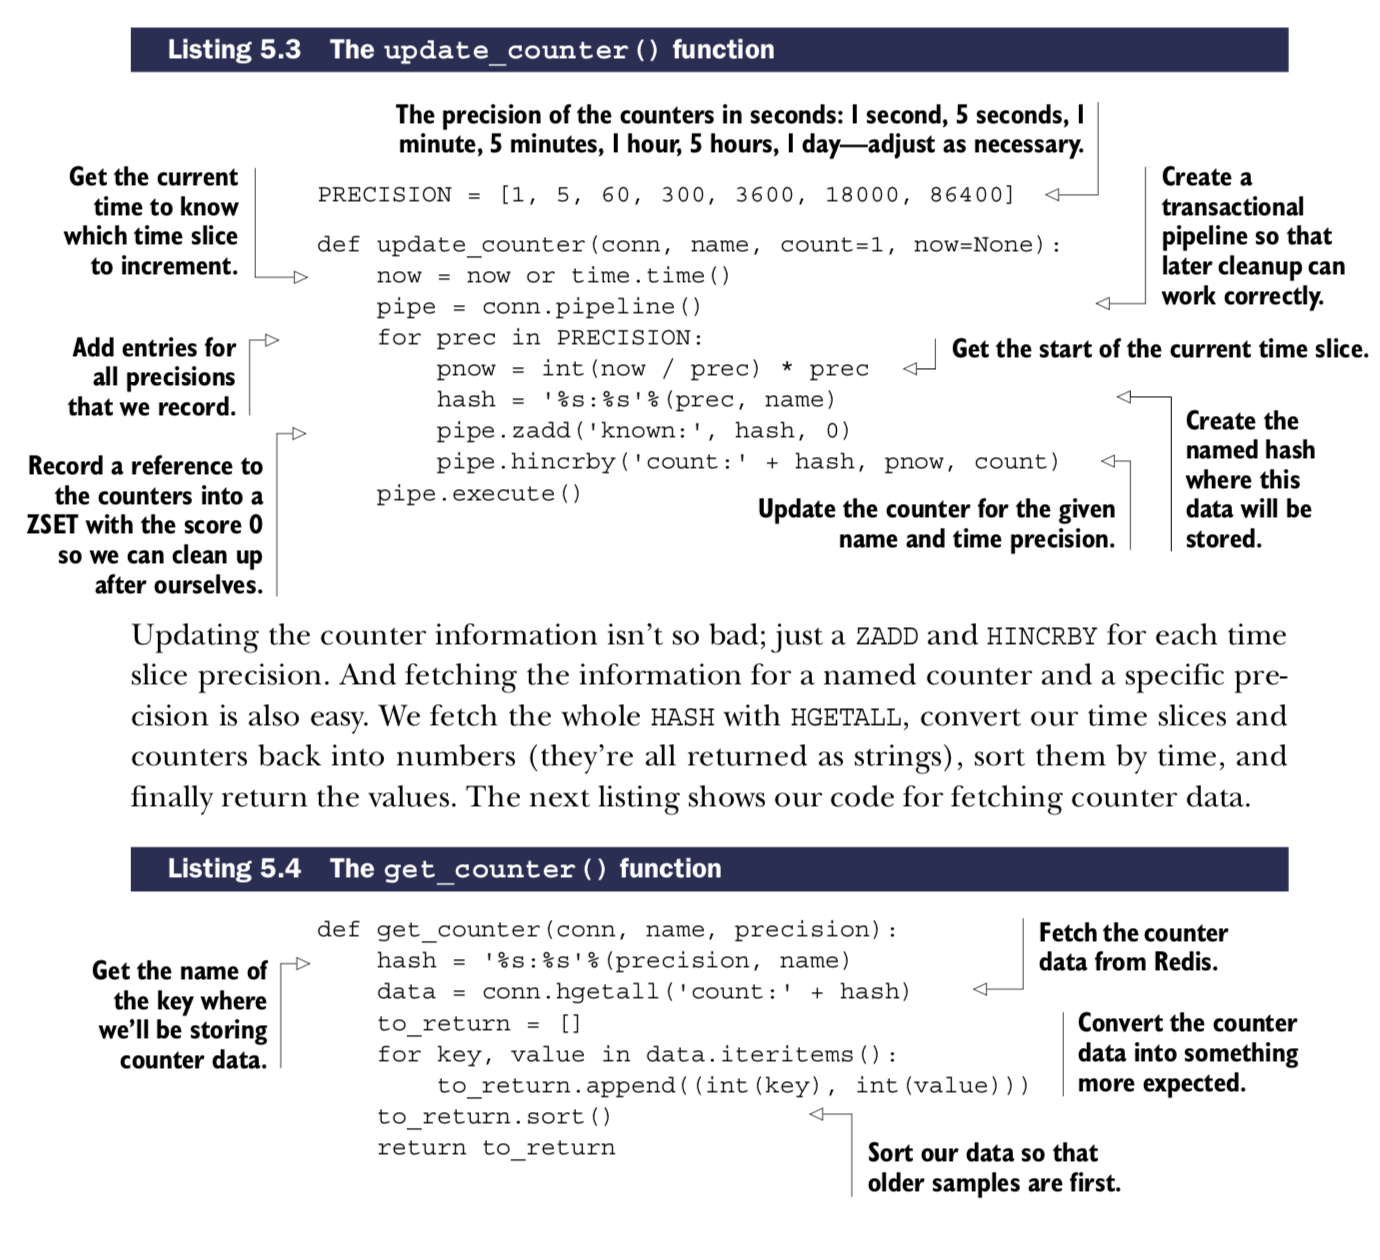 Listing 5.3 The update_counter() function
The precision of the counters in seconds: 1 second, 5 seconds, 1
minute, 5 minutes, 1 hour, 5 hours, 1 day—adjust as necessary.
Get the current
time to know
which time slice
to increment.
PRECISION = [1, 5, 60, 300, 3600, 18000, 86400]
Create a
transactional
pipeline so that
later cleanup can
work correctly.
def update_counter(conn, name, count=1, now=None):
    now = now or time.time()
    pipe = conn.pipeline()
    for prec in PRECISION:
        pnow = int(now / prec) * prec
        hash = '%s:%s'%(prec, name)
        pipe.zadd('known:', hash, 0)
        pipe.hincrby('count:' + hash, pnow, count)
    pipe.execute()
Add entries for
all precisions
that we record.
Get the start of the current time slice.
Create the
named hash
where this
data will be
stored.
Record a reference to
the counters into a
ZSET with the score 0
so we can clean up
after ourselves.
Update the counter for the given
name and time precision.
Updating the counter information isn't so bad; just a ZADD and HINCRBY for each time
slice precision. And fetching the information for a named counter and a specific pre-
cision is also easy. We fetch the whole HASH with HGETALL, convert our time slices and
counters back into numbers (they're all returned as strings), sort them by time, and
finally return the values. The next listing shows our code for fetching counter data.
Listing 5.4 The get_counter() function
def get_counter(conn, name, precision):
    hash = '%s:%s'%(precision, name)
    data = conn.hgetall('count:' + hash)
    to_return = []
    for key, value in data.iteritems():
        to_return.append((int(key), int(value)))
    to_return.sort()
    return to_return
Get the name of
the key where
we'll be storing
counter data.
Fetch the counter
data from Redis.
Convert the counter
data into something
more expected.
Sort our data so that
older samples are first.